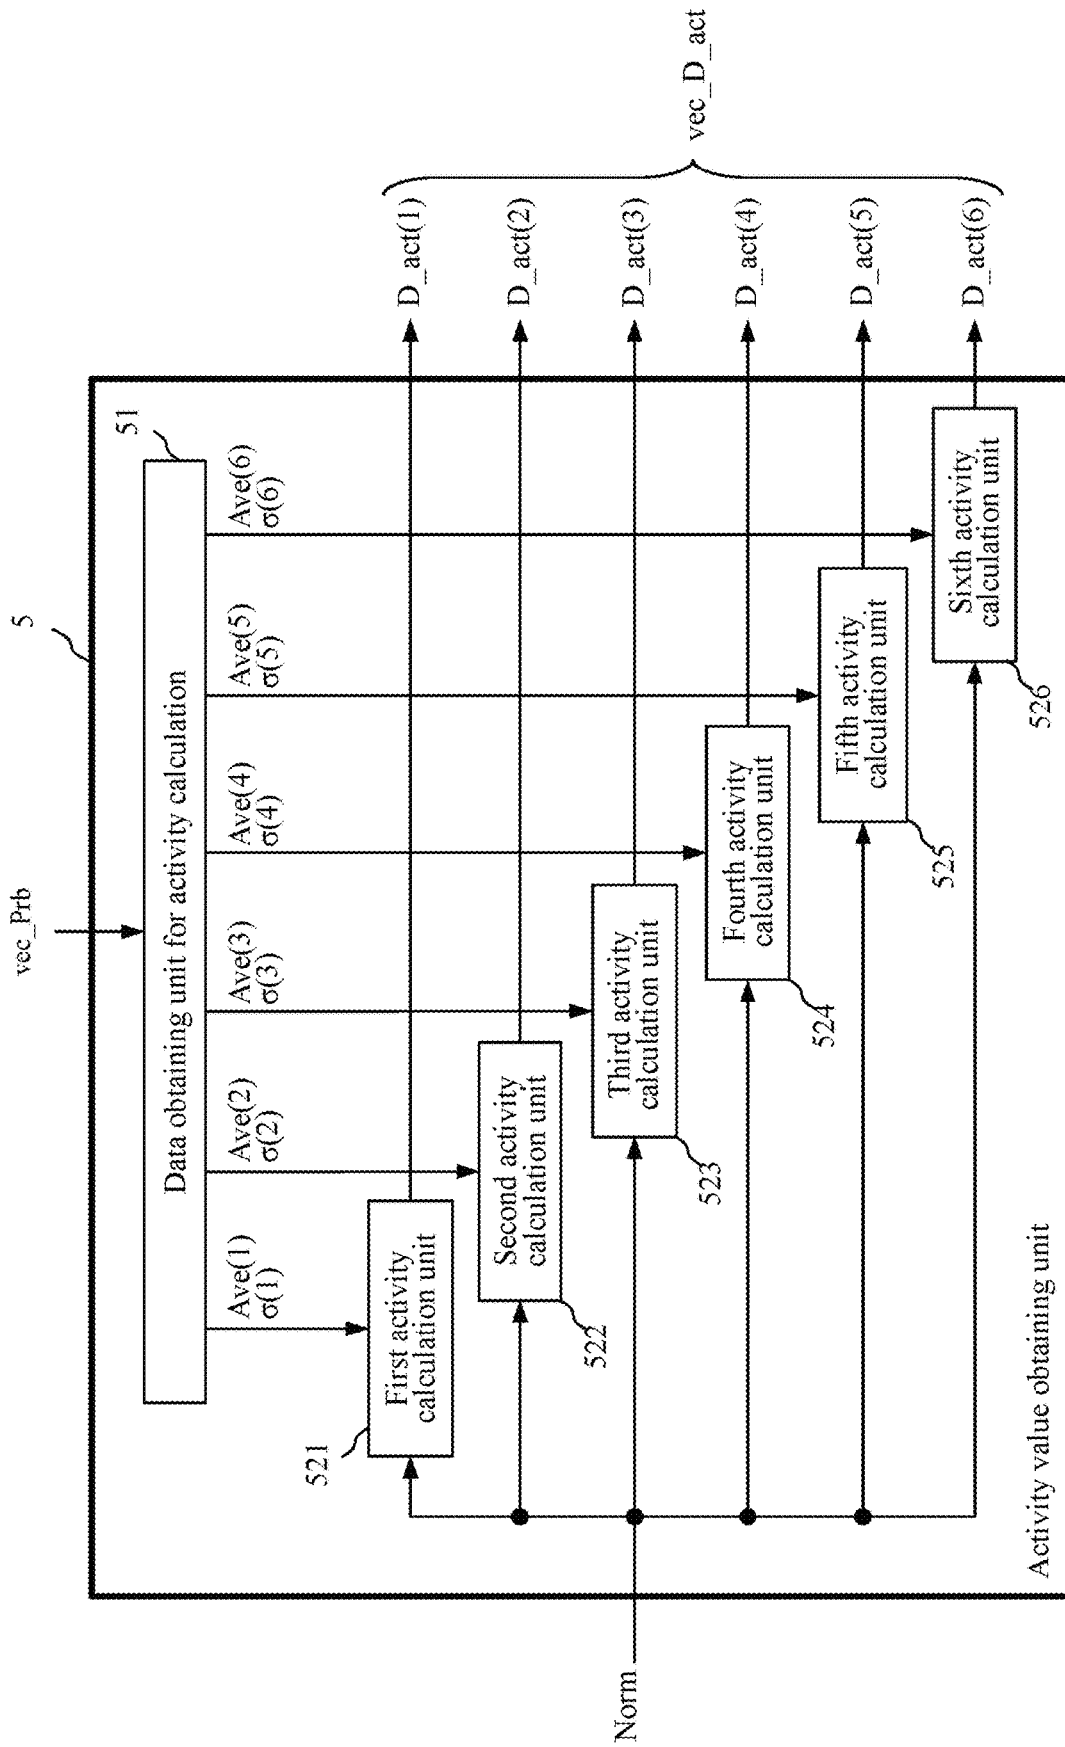 vec_Prb
5
51
Data obtaining unit for activity calculation
Ave(1)
σ(1)
Ave(2)
σ(2)
Ave(3)
σ(3)
Ave(4)
σ(4)
Ave(5)
σ(5)
Ave(6)
σ(6)
521
First activity
calculation unit
D_act(1)
522
Second activity
calculation unit
D_act(2)
523
Third activity
calculation unit
D_act(3)
524
Fourth activity
calculation unit
D_act(4)
525
Fifth activity
calculation unit
D_act(5)
526
Sixth activity
calculation unit
D_act(6)
vec_D_act
Norm
Activity value obtaining unit